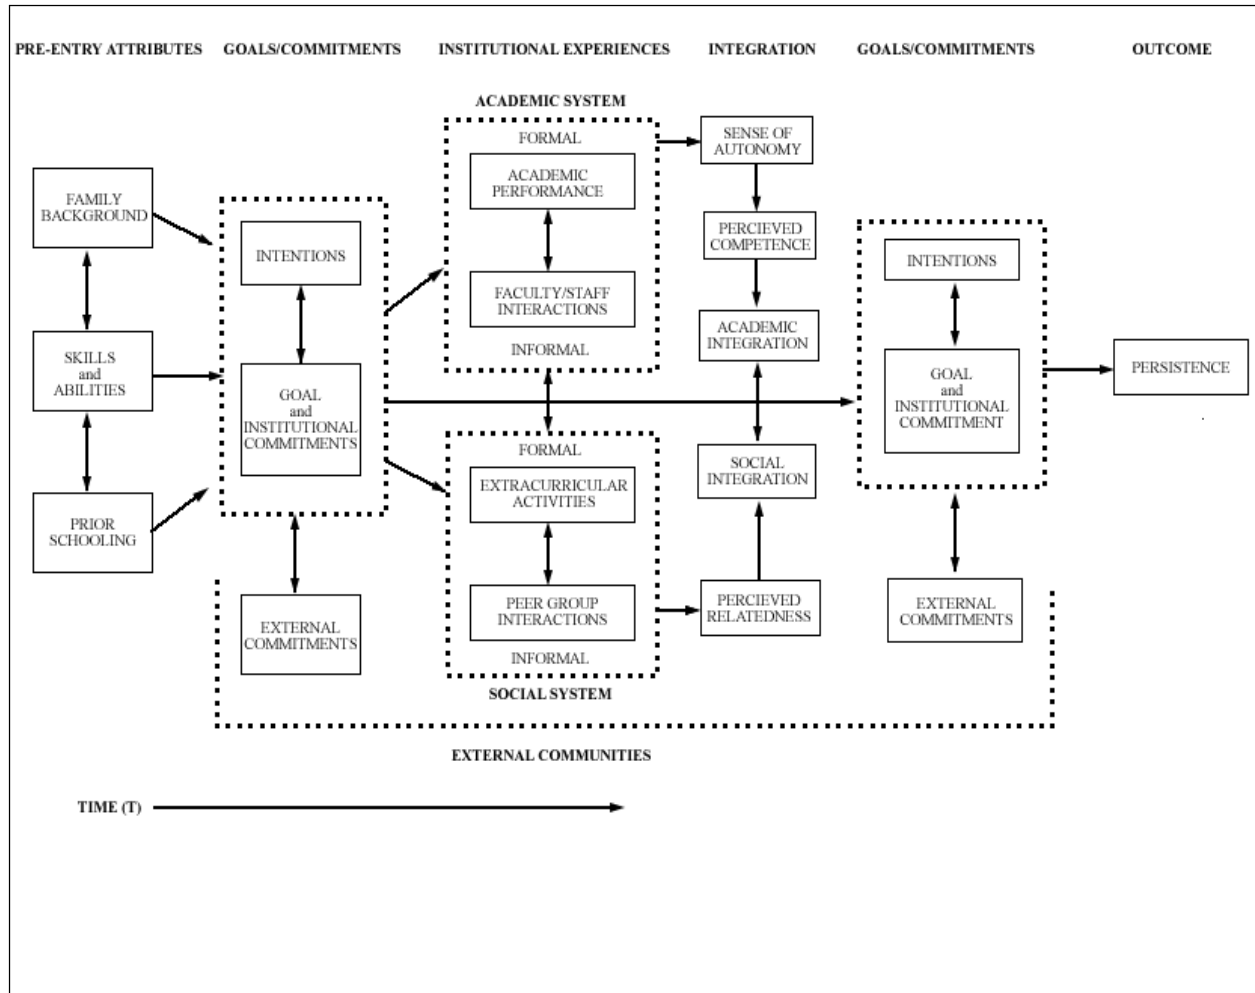 PRE-ENTRY ATTRIBUTES
GOALS/COMMITMENTS
INSTITUTIONAL EXPERIENCES
INTEGRATION
GOALS/COMMITMENTS
OUTCOME
FAMILY
BACKGROUND
SKILLS
and
ABILITIES
PRIOR
SCHOOLING
INTENTIONS
GOAL
and
INSTITUTIONAL
COMMITMENTS
EXTERNAL
COMMITMENTS
ACADEMIC SYSTEM
FORMAL
ACADEMIC
PERFORMANCE
FACULTY/STAFF
INTERACTIONS
INFORMAL
FORMAL
EXTRACURRICULAR
ACTIVITIES
PEER GROUP
INTERACTIONS
INFORMAL
SOCIAL SYSTEM
SENSE OF
AUTONOMY
PERCIEVED
COMPETENCE
ACADEMIC
INTEGRATION
SOCIAL
INTEGRATION
PERCIEVED
RELATEDNESS
INTENTIONS
GOAL
and
INSTITUTIONAL
COMMITMENT
EXTERNAL
COMMITMENTS
PERSISTENCE
EXTERNAL COMMUNITIES
TIME (T)